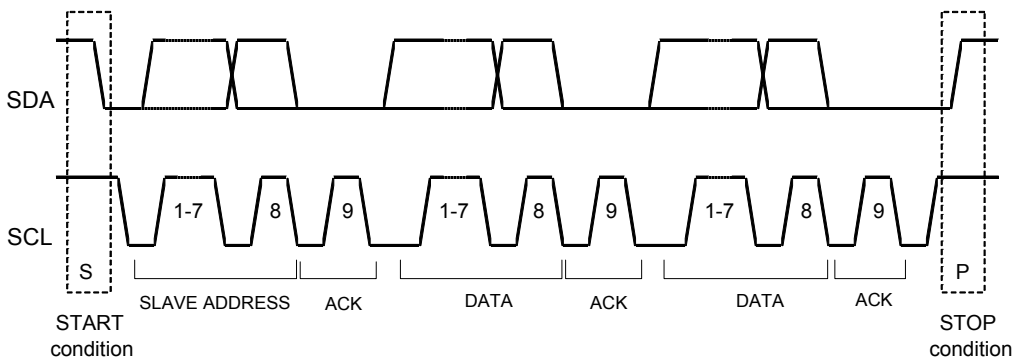 SDA
SCL
1-7 8 9 1-7 8 9 1-7 8 9
S P
SLAVE ADDRESS ACK DATA ACK DATA ACK
START
condition
STOP
condition